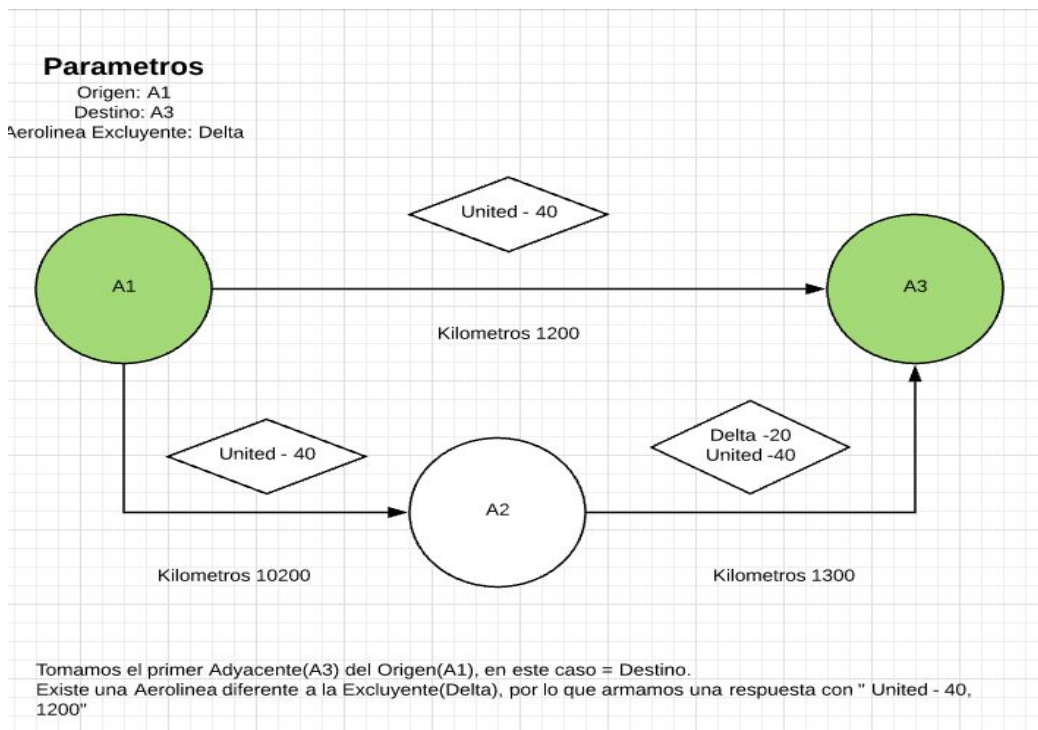 Parametros
Origen: A1
Destino: A3
Aerolinea Excluyente: Delta
United - 40
A1
A3
Kilometros 1200
United - 40
Delta -20
United -40
A2
Kilometros 10200
Kilometros 1300
Tomamos el primer Adyacente(A3) del Origen(A1), en este caso = Destino.
Existe una Aerolinea diferente a la Excluyente(Delta), por lo que armamos una respuesta con " United - 40,
1200"